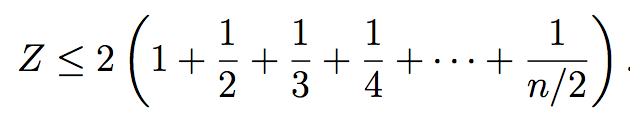 Z ≤ 2 (1 + 1/2 + 1/3 + 1/4 + ⋯ + 1/(n/2)).